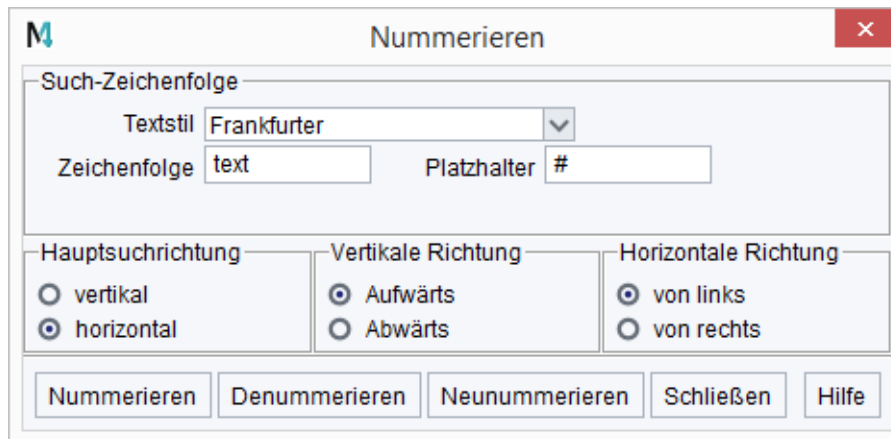 Nummerieren
Such-Zeichenfolge
Textstil Frankfurter
Zeichenfolge text Platzhalter #
Hauptsuchrichtung Vertikale Richtung Horizontale Richtung
vertikal Aufwärts von links
horizontal Abwärts von rechts
Nummerieren Denummerieren Neunummerieren Schließen Hilfe